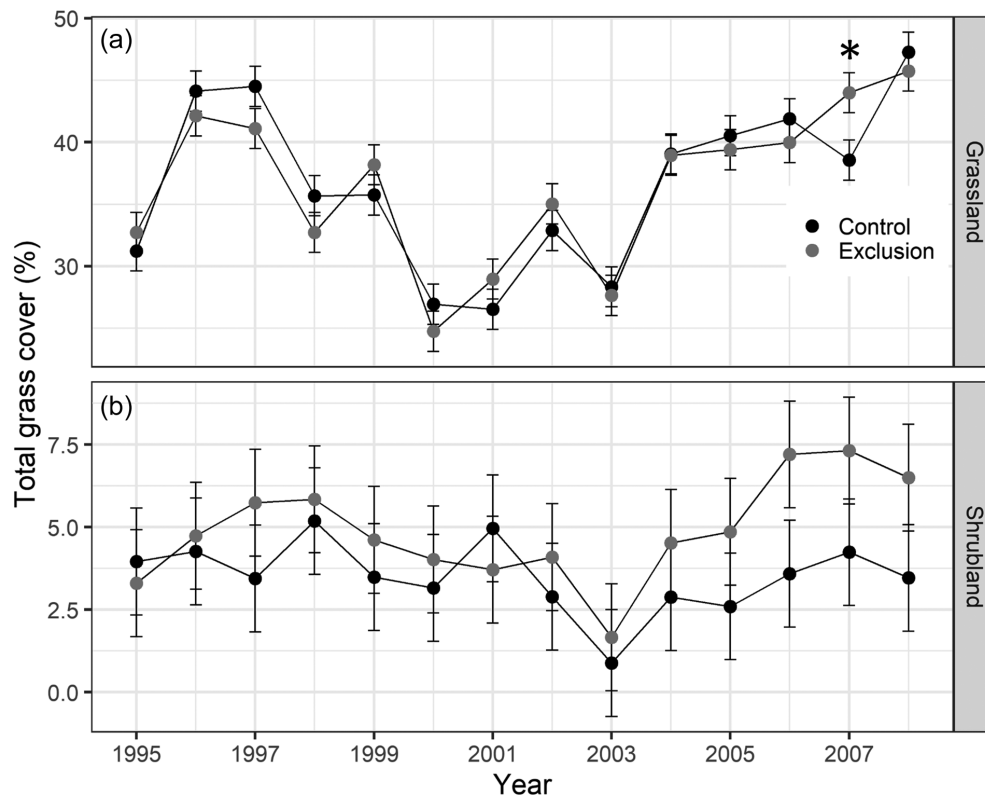 Total grass cover (%)
(a)
50
40
30
*
Control
Exclusion
Grassland
(b)
7.5
5.0
2.5
0.0
Shrubland
1995 1997 1999 2001 2003 2005 2007
Year